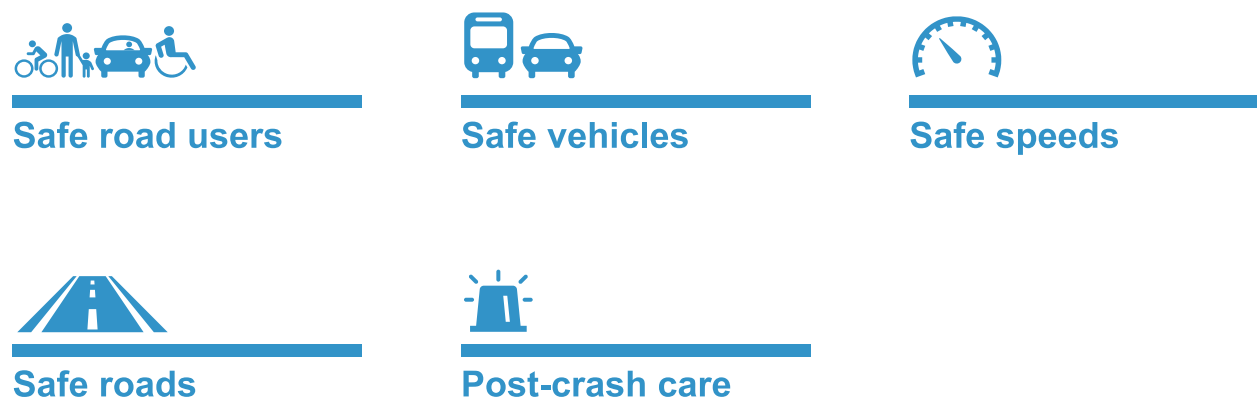 Safe road users
Safe vehicles
Safe speeds
Safe roads
Post-crash care